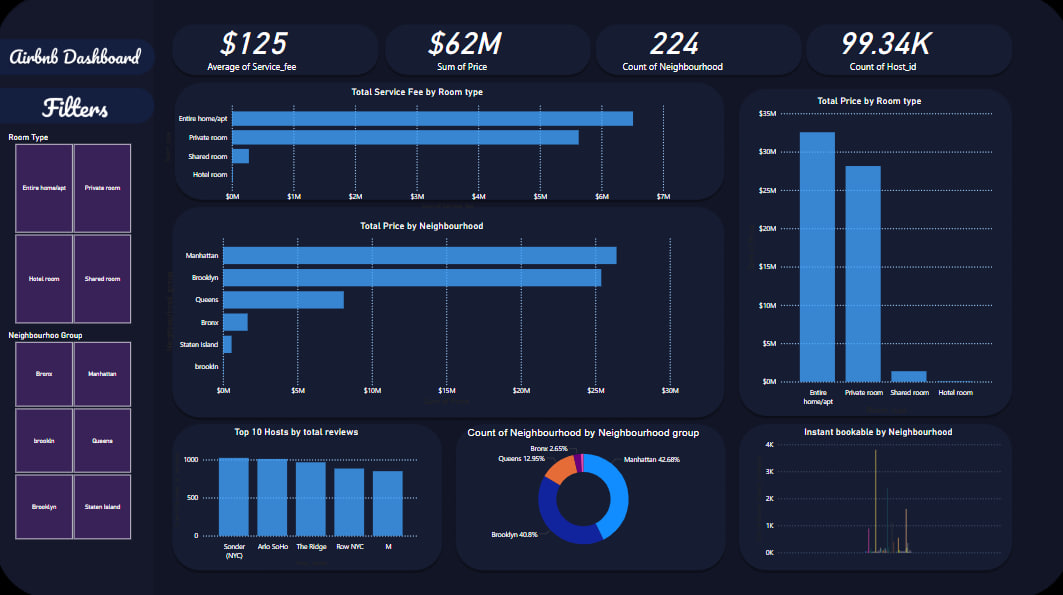 Airbnb Dashboard
$125
Average of Service_fee
$62M
Sum of Price
224
Count of Neighbourhood
99.34K
Count of Host_id
Filters
Room Type
Entire home/apt
Private room
Hotel room
Shared room
Neighbourhoo Group
Bronx
Manhattan
brookln
Queens
Brooklyn
Staten Island
Total Service Fee by Room type
Entire home/apt
Private room
Shared room
Hotel room
$0M $1M $2M $3M $4M $5M $6M $7M
Total Price by Neighbourhood
Manhattan
Brooklyn
Queens
Bronx
Staten Island
brookln
$0M $5M $10M $15M $20M $25M $30M
Total Price by Room type
$35M
$30M
$25M
$20M
$15M
$10M
$5M
$0M
Entire
home/apt
Private room
Shared room
Hotel room
Top 10 Hosts by total reviews
1000
500
0
Sonder
(NYC)
Arlo SoHo
The Ridge
Row NYC
M
Count of Neighbourhood by Neighbourhood group
Bronx 2.65%
Queens 12.95%
Manhattan 42.68%
Brooklyn 40.8%
Instant bookable by Neighbourhood
4K
3K
2K
1K
0K